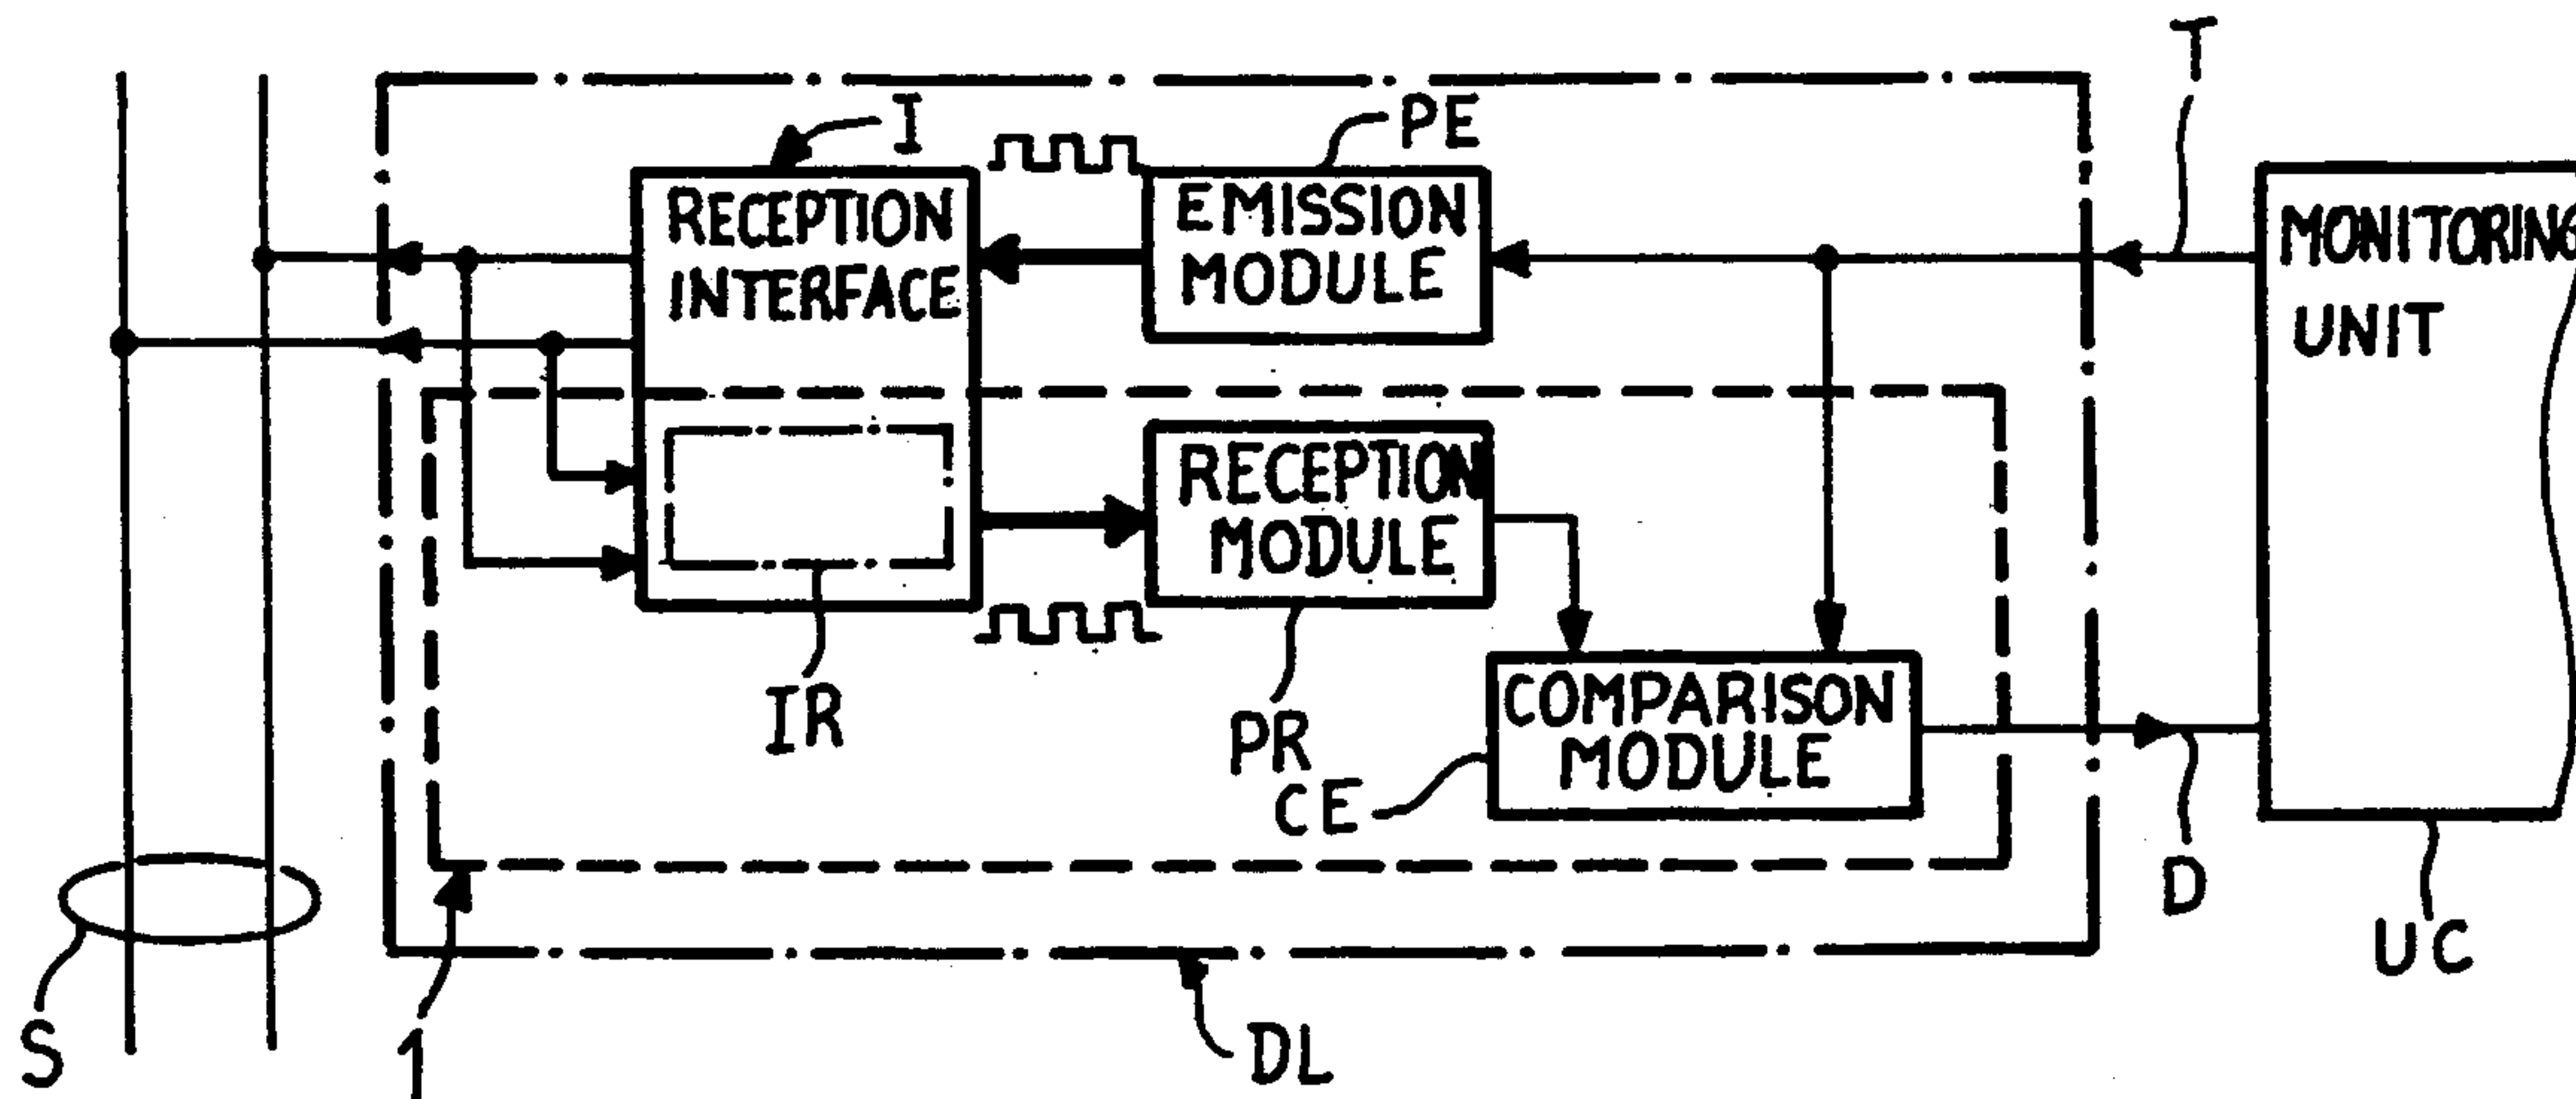 T
I
PE
RECEPTION
INTERFACE
EMISSION
MODULE
MONITORING
UNIT
RECEPTION
MODULE
IR
PR
COMPARISON
MODULE
CE
D
UC
S
1
DL